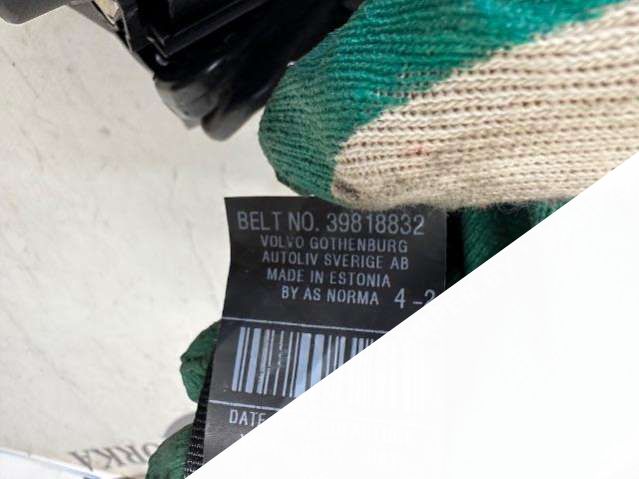 BELT NO. 39818832
VOLVO GOTHENBURG
AUTOLIV SVERIGE AB
MADE IN ESTONIA
BY AS NORMA 4-2
DATE